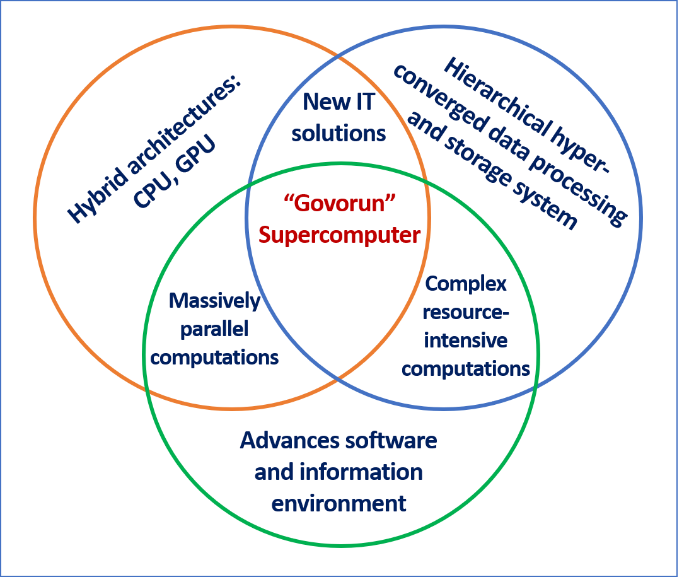 Hybrid architectures:
CPU, GPU
New IT
solutions
Hierarchical hyper-
converged data processing
and storage system
“Govorun”
Supercomputer
Massively
parallel
computations
Complex
resource-
intensive
computations
Advances software
and information
environment